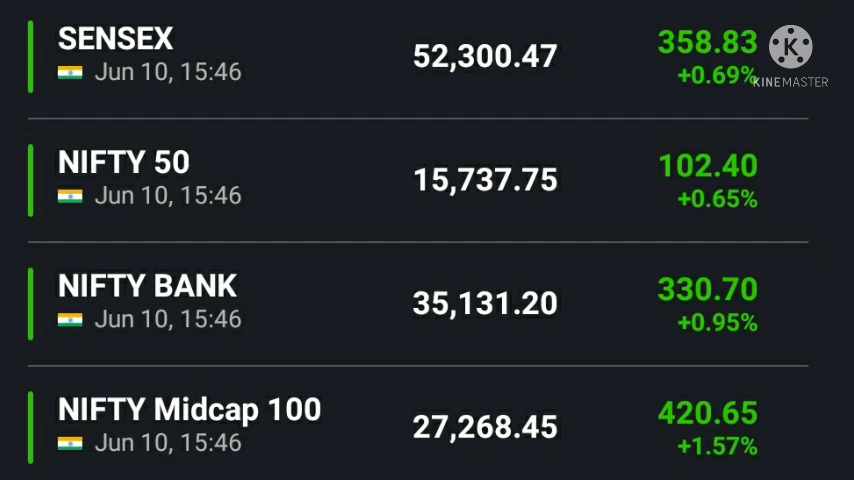 SENSEX
Jun 10, 15:46
52,300.47
358.83
+0.69%
K
KINEMASTER
NIFTY 50
Jun 10, 15:46
15,737.75
102.40
+0.65%
NIFTY BANK
Jun 10, 15:46
35,131.20
330.70
+0.95%
NIFTY Midcap 100
Jun 10, 15:46
27,268.45
420.65
+1.57%